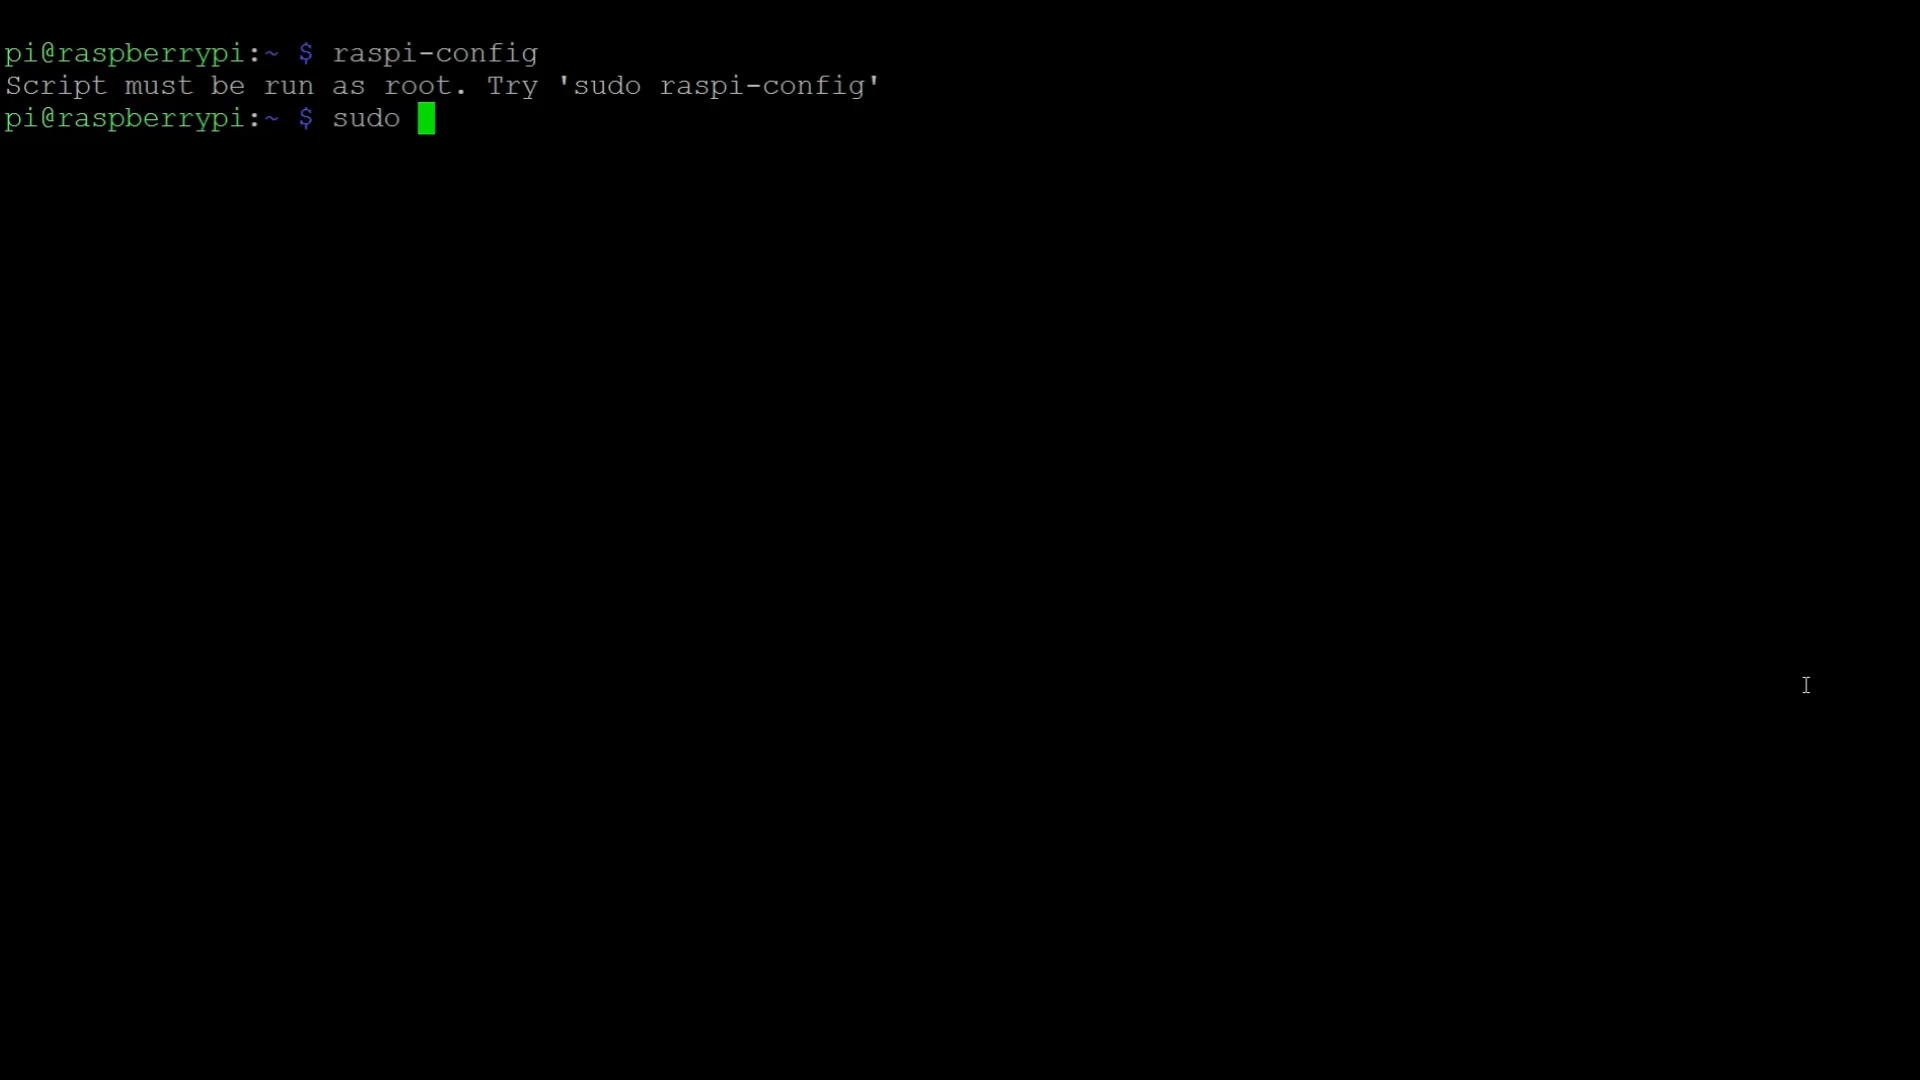 pi@raspberrypi:~ $ raspi-config
Script must be run as root. Try 'sudo raspi-config'
pi@raspberrypi:~ $ sudo